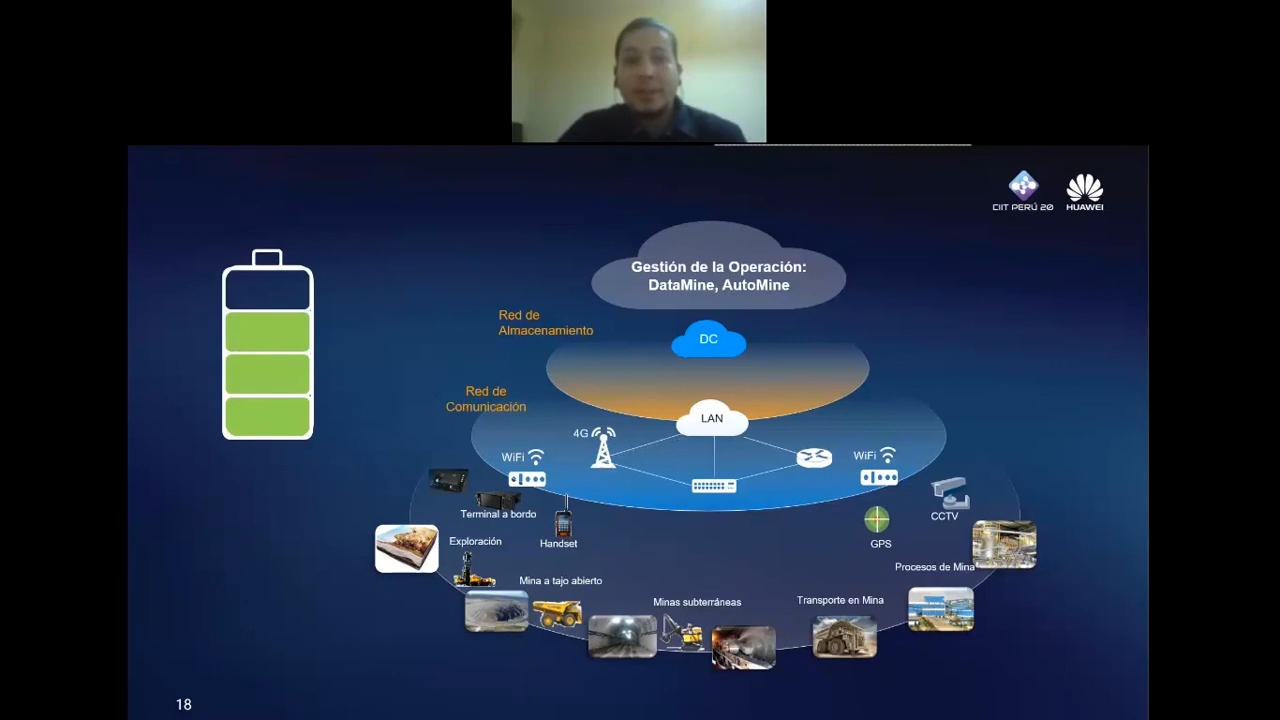 CIIT PERÚ 20
HUAWEI
Gestión de la Operación:
DataMine, AutoMine
Red de
Almacenamiento
DC
Red de
Comunicación
LAN
4G
WiFi
WiFi
Terminal a bordo
CCTV
Handset
GPS
Exploración
Procesos de Mina
Mina a tajo abierto
Minas subterráneas
Transporte en Mina
18